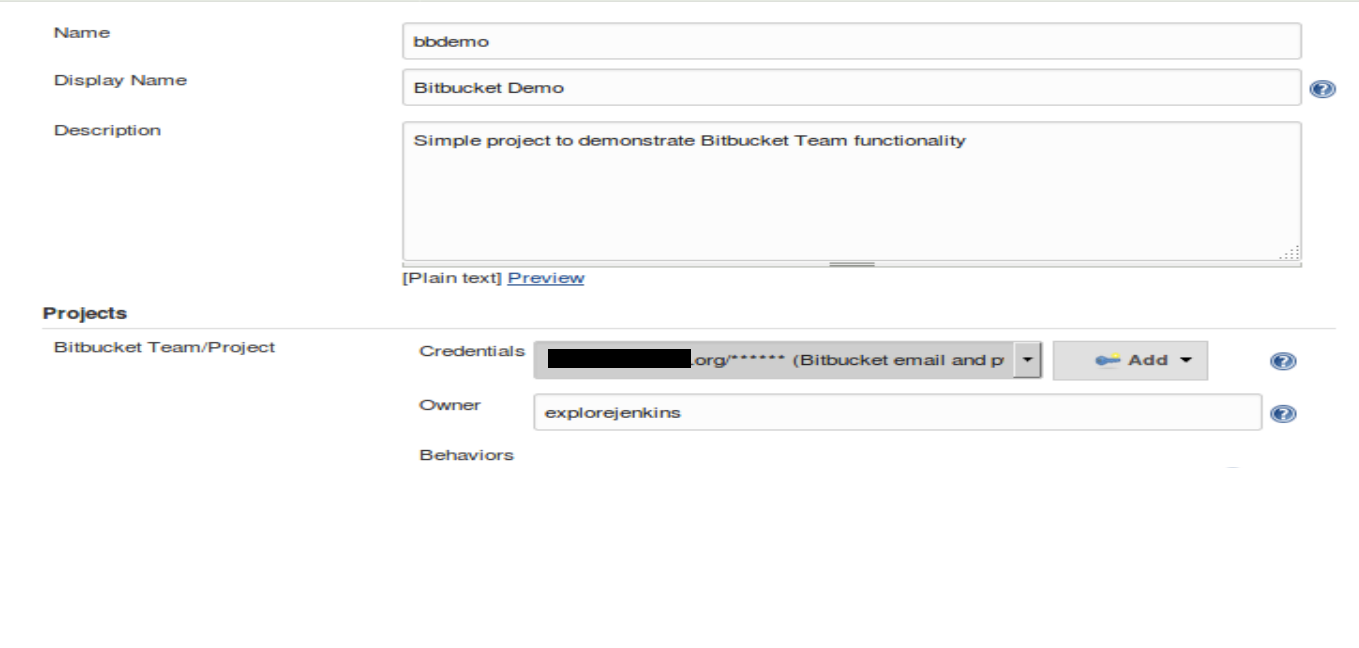 Name
bbdemo
Display Name
Bitbucket Demo
Description
Simple project to demonstrate Bitbucket Team functionality
[Plain text] Preview
Projects
Bitbucket Team/Project
Credentials
.org/****** (Bitbucket email and p
Add
Owner
explorejenkins
Behaviors